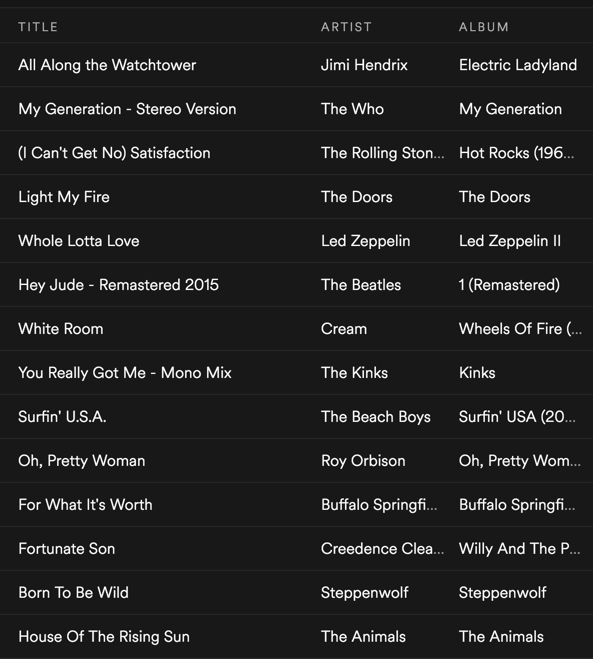 TITLE ARTIST ALBUM
All Along the Watchtower Jimi Hendrix Electric Ladyland
My Generation - Stereo Version The Who My Generation
(I Can't Get No) Satisfaction The Rolling Ston... Hot Rocks (196...
Light My Fire The Doors The Doors
Whole Lotta Love Led Zeppelin Led Zeppelin II
Hey Jude - Remastered 2015 The Beatles 1 (Remastered)
White Room Cream Wheels Of Fire (...
You Really Got Me - Mono Mix The Kinks Kinks
Surfin' U.S.A. The Beach Boys Surfin' USA (20...
Oh, Pretty Woman Roy Orbison Oh, Pretty Wom...
For What It's Worth Buffalo Springfi... Buffalo Springfi...
Fortunate Son Creedence Clea... Willy And The P...
Born To Be Wild Steppenwolf Steppenwolf
House Of The Rising Sun The Animals The Animals